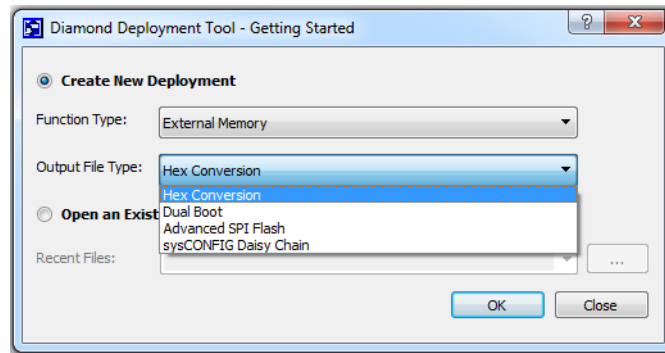 Diamond Deployment Tool - Getting Started
Create New Deployment
Function Type: External Memory
Output File Type: Hex Conversion
Hex Conversion
Dual Boot
Open an Exist
Advanced SPI Flash
sysCONFIG Daisy Chain
Recent Files: ...
OK Close